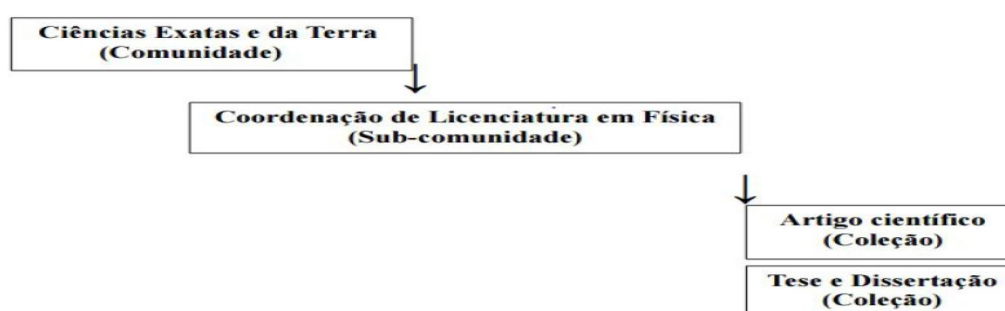 Ciências Exatas e da Terra
(Comunidade)
Coordenação de Licenciatura em Física
(Sub-comunidade)
Artigo científico
(Coleção)
Tese e Dissertação
(Coleção)